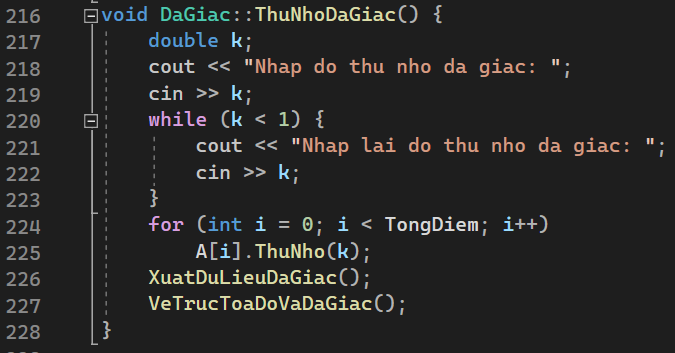 216 void DaGiac::ThuNhoDaGiac() {
217 double k;
218 cout << "Nhap do thu nho da giac: ";
219 cin >> k;
220 while (k < 1) {
221 cout << "Nhap lai do thu nho da giac: ";
222 cin >> k;
223 }
224 for (int i = 0; i < TongDiem; i++)
225 A[i].ThuNho(k);
226 XuatDuLieuDaGiac();
227 VeTrucToaDoVaDaGiac();
228 }